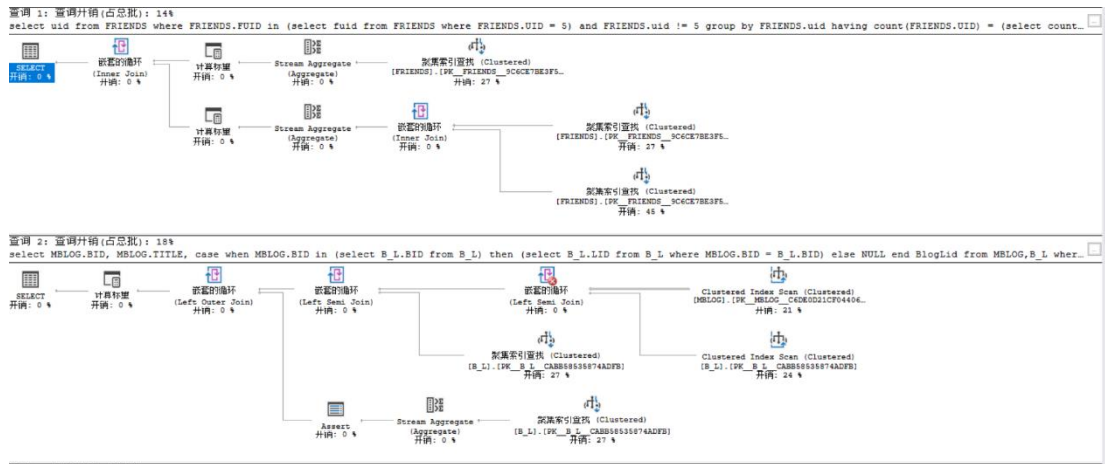 查询 1: 查询开销(占总批): 14%
select uid from FRIENDS where FRIENDS.FUID in (select fuid from FRIENDS where FRIENDS.UID = 5) and FRIENDS.uid != 5 group by FRIENDS.uid having count(FRIENDS.UID) = (select count…
SELECT
开销: 0 %
嵌套的循环
(Inner Join)
开销: 0 %
计算标量
开销: 0 %
Stream Aggregate
(Aggregate)
开销: 0 %
聚集索引查找 (Clustered)
[FRIENDS].[PK__FRIENDS__9C6CE7BE3F5…
开销: 27 %
计算标量
开销: 0 %
Stream Aggregate
(Aggregate)
开销: 0 %
嵌套的循环
(Inner Join)
开销: 0 %
聚集索引查找 (Clustered)
[FRIENDS].[PK__FRIENDS__9C6CE7BE3F5…
开销: 27 %
聚集索引查找 (Clustered)
[FRIENDS].[PK__FRIENDS__9C6CE7BE3F5…
开销: 45 %
查询 2: 查询开销(占总批): 18%
select MBLOG.BID, MBLOG.TITLE, case when MBLOG.BID in (select B_L.BID from B_L) then (select B_L.LID from B_L where MBLOG.BID = B_L.BID) else NULL end BlogLid from MBLOG,B_L wher…
SELECT
开销: 0 %
计算标量
开销: 0 %
嵌套的循环
(Left Outer Join)
开销: 0 %
嵌套的循环
(Left Semi Join)
开销: 0 %
嵌套的循环
(Left Semi Join)
开销: 0 %
Clustered Index Scan (Clustered)
[MBLOG].[PK__MBLOG__C6DE0D21CF04406…
开销: 21 %
聚集索引查找 (Clustered)
[B_L].[PK__B_L__CABB58535874ADFB]
开销: 27 %
Clustered Index Scan (Clustered)
[B_L].[PK__B_L__CABB58535874ADFB]
开销: 24 %
Assert
开销: 0 %
Stream Aggregate
(Aggregate)
开销: 0 %
聚集索引查找 (Clustered)
[B_L].[PK__B_L__CABB58535874ADFB]
开销: 27 %